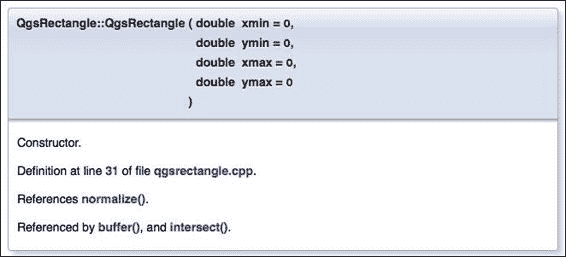 QgsRectangle::QgsRectangle ( double xmin = 0,
double ymin = 0,
double xmax = 0,
double ymax = 0
)
Constructor.
Definition at line 31 of file qgsrectangle.cpp.
References normalize().
Referenced by buffer(), and intersect().